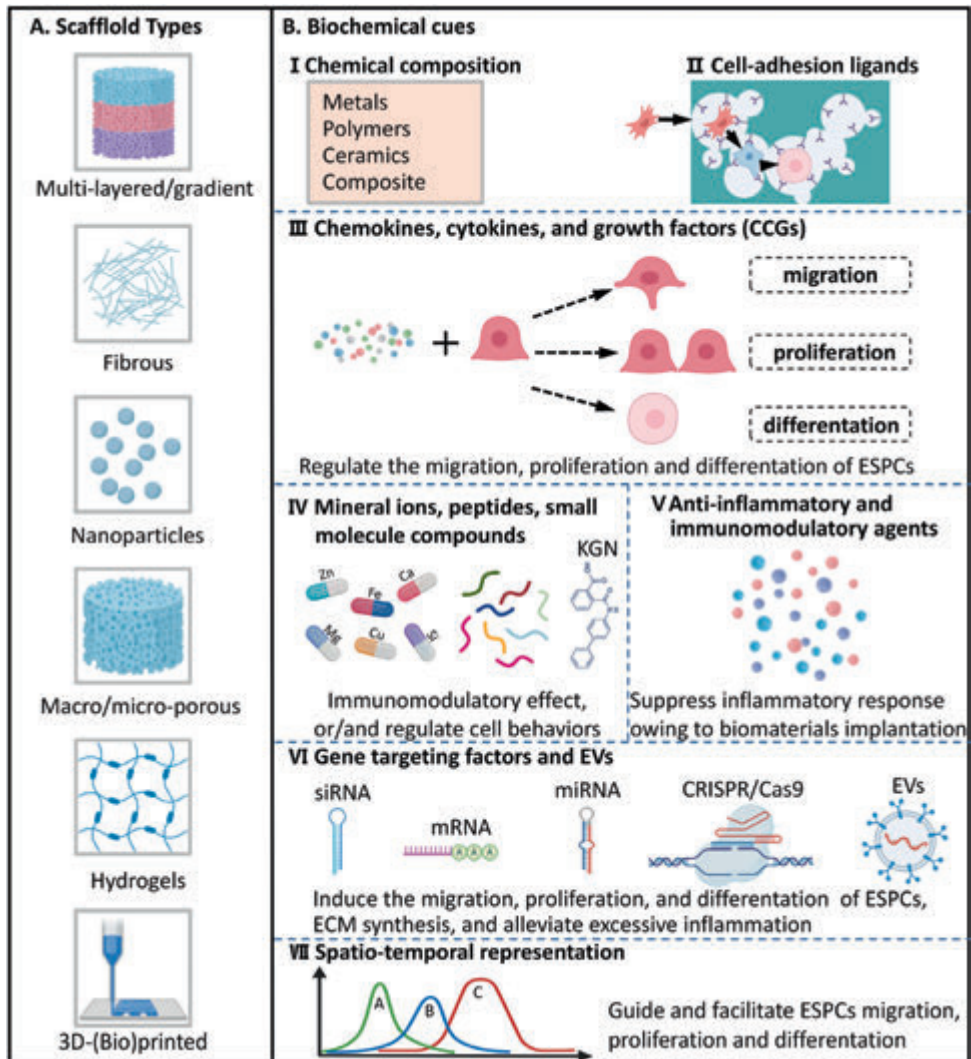 A. Scafflold Types
Multi-layered/gradient
Fibrous
Nanoparticles
Macro/micro-porous
Hydrogels
3D-(Bio)printed
B. Biochemical cues
Ⅰ Chemical composition
Metals
Polymers
Ceramics
Composite
Ⅱ Cell-adhesion ligands
Ⅲ Chemokines, cytokines, and growth factors (CCGs)
migration
proliferation
differentation
Regulate the migration, proliferation and differentation of ESPCs
Ⅳ Mineral ions, peptides, small
molecule compounds
KGN
Zn
Fe
Ca
Mg
Cu
Si
Immunomodulatory effect,
or/and regulate cell behaviors
Ⅴ Anti-inflammatory and
immunomodulatory agents
Suppress inflammatory response
owing to biomaterials implantation
Ⅵ Gene targeting factors and EVs
siRNA
mRNA
A A A
miRNA
CRISPR/Cas9
EVs
Induce the migration, proliferation, and differentation of ESPCs,
ECM synthesis, and alleviate excessive inflammation
Ⅶ Spatio-temporal representation
A
B
C
Guide and facilitate ESPCs migration,
proliferation and differentation